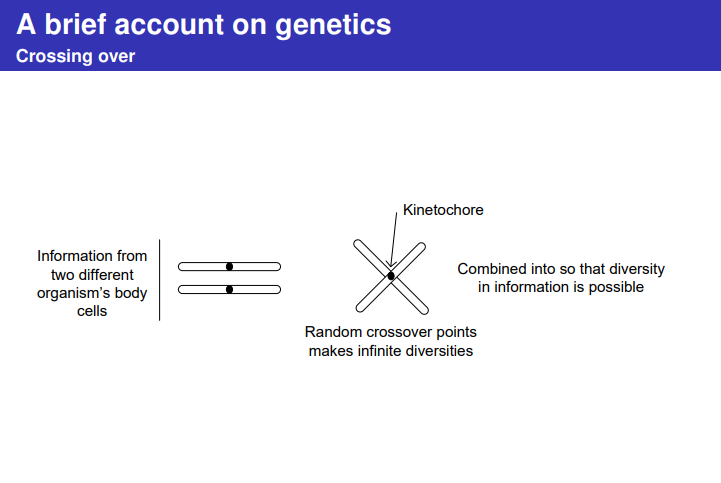 A brief account on genetics
Crossing over
Kinetochore
Information from
two different
organism's body
cells
Combined into so that diversity
in information is possible
Random crossover points
makes infinite diversities